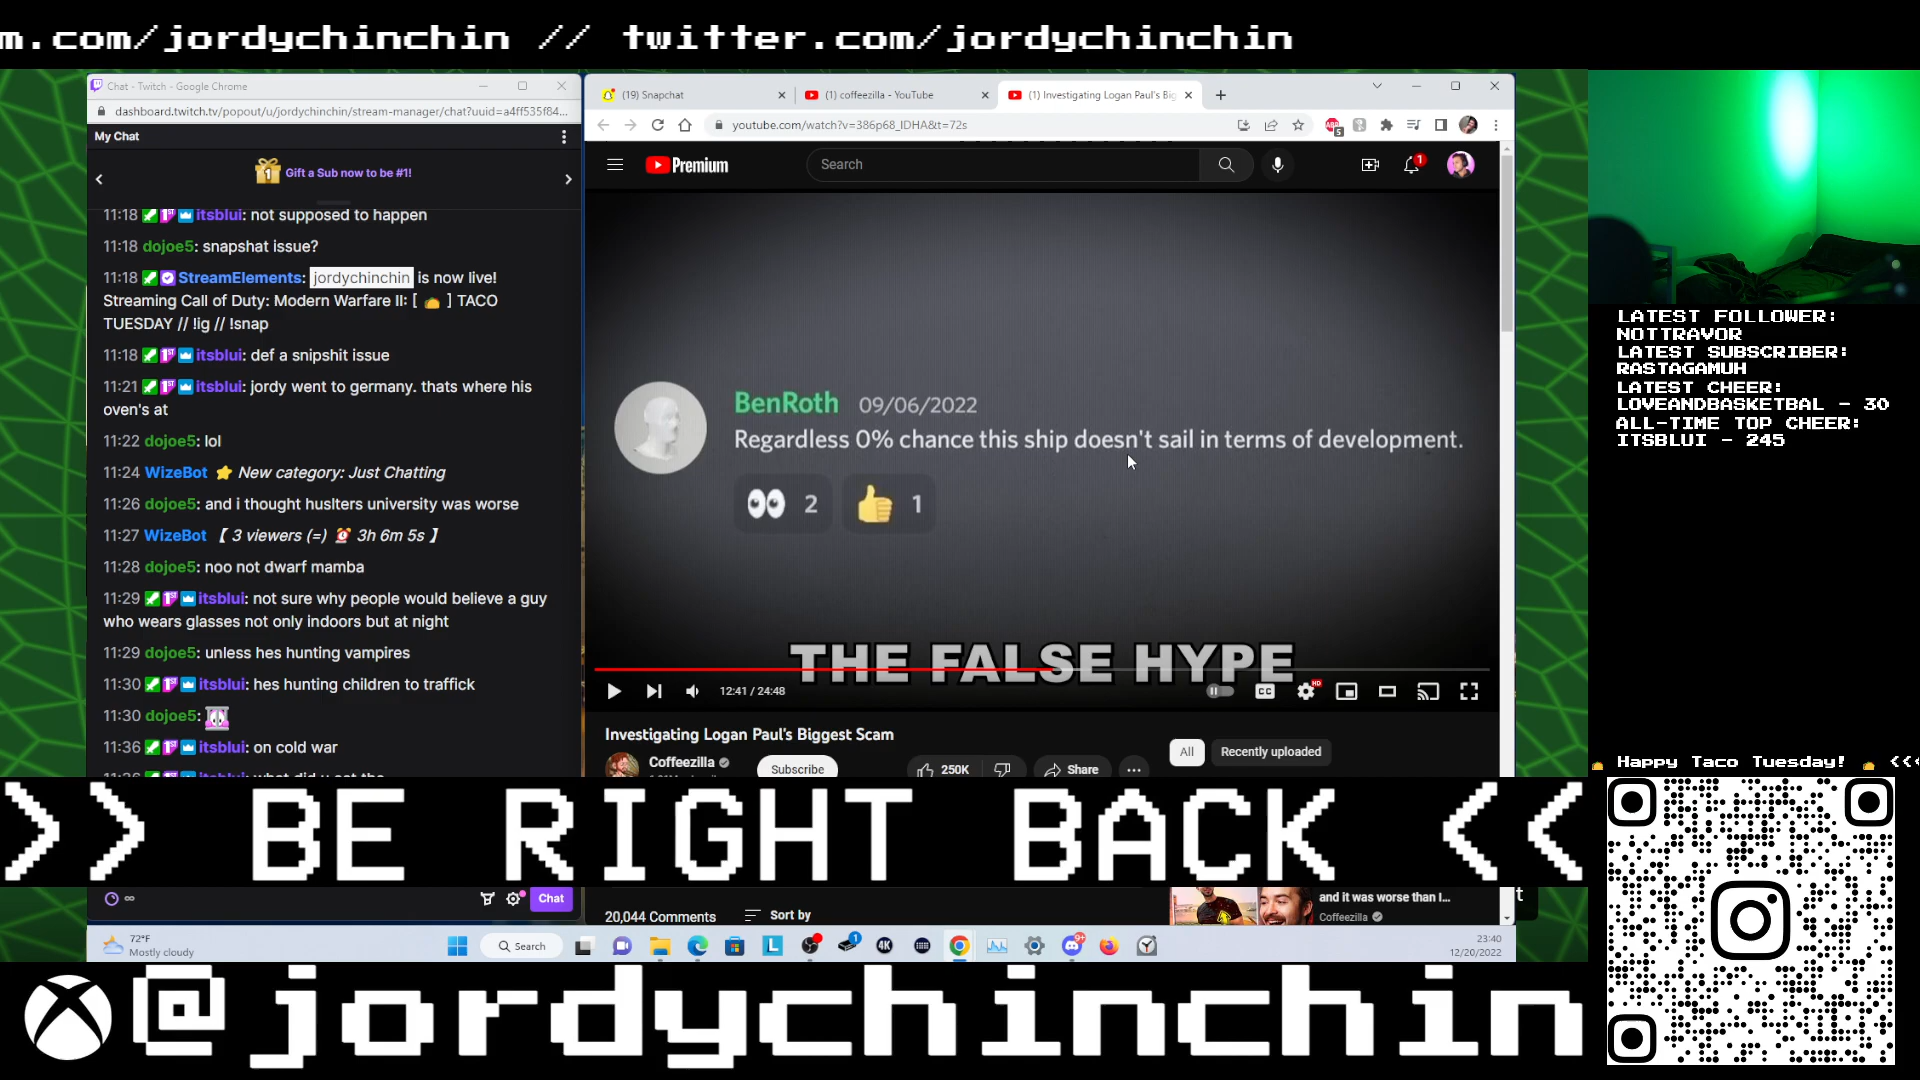 m.com/jordychinchin // twitter.com/jordychinchin
Chat - Twitch - Google Chrome
dashboard.twitch.tv/popout/u/jordychinchin/stream-manager/chat?uuid=a4ff535f84...
My Chat
1
Gift a Sub now to be #1!
11:18 itsblui: not supposed to happen
11:18 dojoe5: snapshat issue?
11:18 StreamElements: jordychinchin is now live!
Streaming Call of Duty: Modern Warfare II: [ 🌮 ] TACO
TUESDAY // !ig // !snap
11:18 itsblui: def a snipshit issue
11:21 itsblui: jordy went to germany. thats where his
oven's at
11:22 dojoe5: lol
11:24 WizeBot ⭐ New category: Just Chatting
11:26 dojoe5: and i thought huslters university was worse
11:27 WizeBot 【 3 viewers (=) ⏰ 3h 6m 5s 】
11:28 dojoe5: noo not dwarf mamba
11:29 itsblui: not sure why people would believe a guy
who wears glasses not only indoors but at night
11:29 dojoe5: unless hes hunting vampires
11:30 itsblui: hes hunting children to traffick
11:30 dojoe5:
11:36 itsblui: on cold war
Chat
(19) Snapchat
(1) coffeezilla - YouTube
(1) Investigating Logan Paul's Big
youtube.com/watch?v=386p68_lDHA&t=72s
5
Premium
Search
1
BenRoth 09/06/2022
Regardless 0% chance this ship doesn't sail in terms of development.
👀 2 👍 1
THE FALSE HYPE
12:41 / 24:48
CC
HD
Investigating Logan Paul's Biggest Scam
Coffeezilla
Subscribe
250K
Share
All
Recently uploaded
20,044 Comments
Sort by
and it was worse than I...
Coffeezilla
LATEST FOLLOWER:
NOTTRAVOR
LATEST SUBSCRIBER:
RASTAGAMUH
LATEST CHEER:
LOVEANDBASKETBAL - 30
ALL-TIME TOP CHEER:
ITSBLUI - 245
🌮 Happy Taco Tuesday! 🌮 <<<
>> BE RIGHT BACK <<
72°F
Mostly cloudy
Search
L
1
4K
9+
23:40
12/20/2022
@jordychinchin